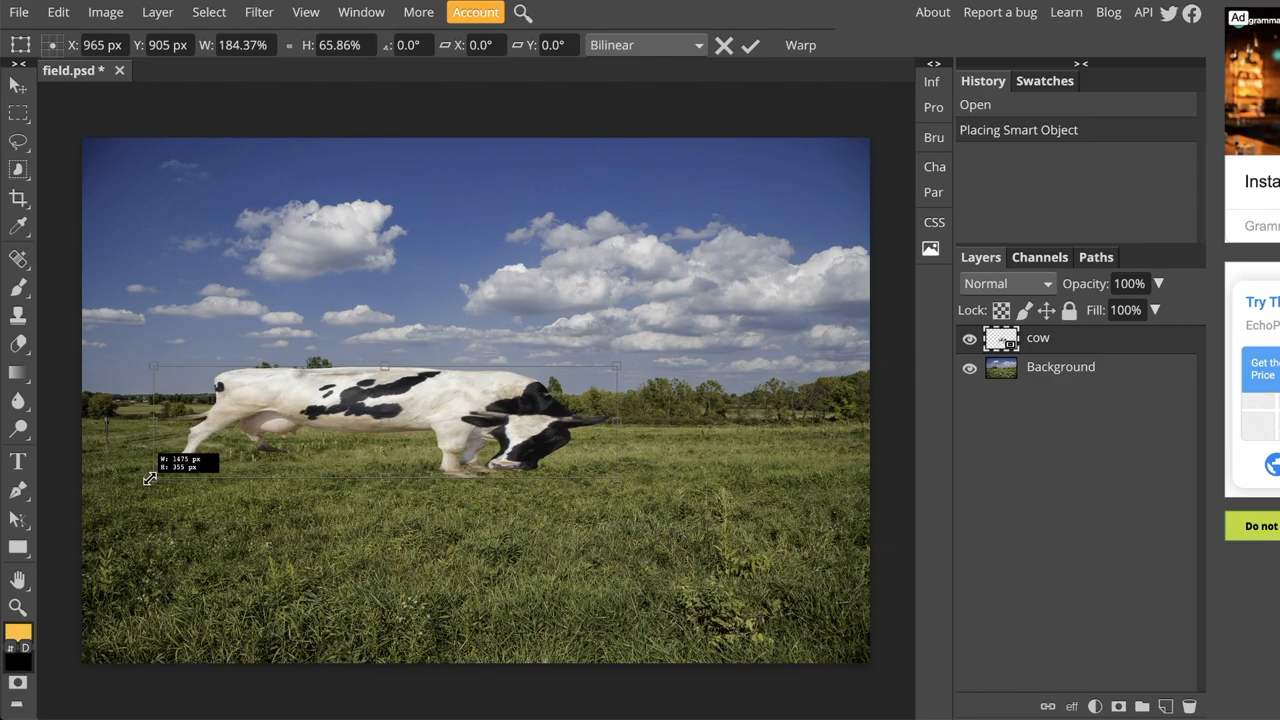 File Edit Image Layer Select Filter View Window More Account About Report a bug Learn Blog API
Ad grammar
X: 965 px Y: 905 px W: 184.37% = H: 65.86% ∡: 0.0° X: 0.0° Y: 0.0° Bilinear Warp
> < < > > <
field.psd *
Inf
Pro
Bru
Cha
Par
CSS
History Swatches
Open
Placing Smart Object
Insta
Gramm
Layers Channels Paths
Normal Opacity: 100%
Lock: Fill: 100%
cow
Background
Try Th
EchoP
Get the
Price
W: 1475 px
H: 355 px
T
Do not
D
eff